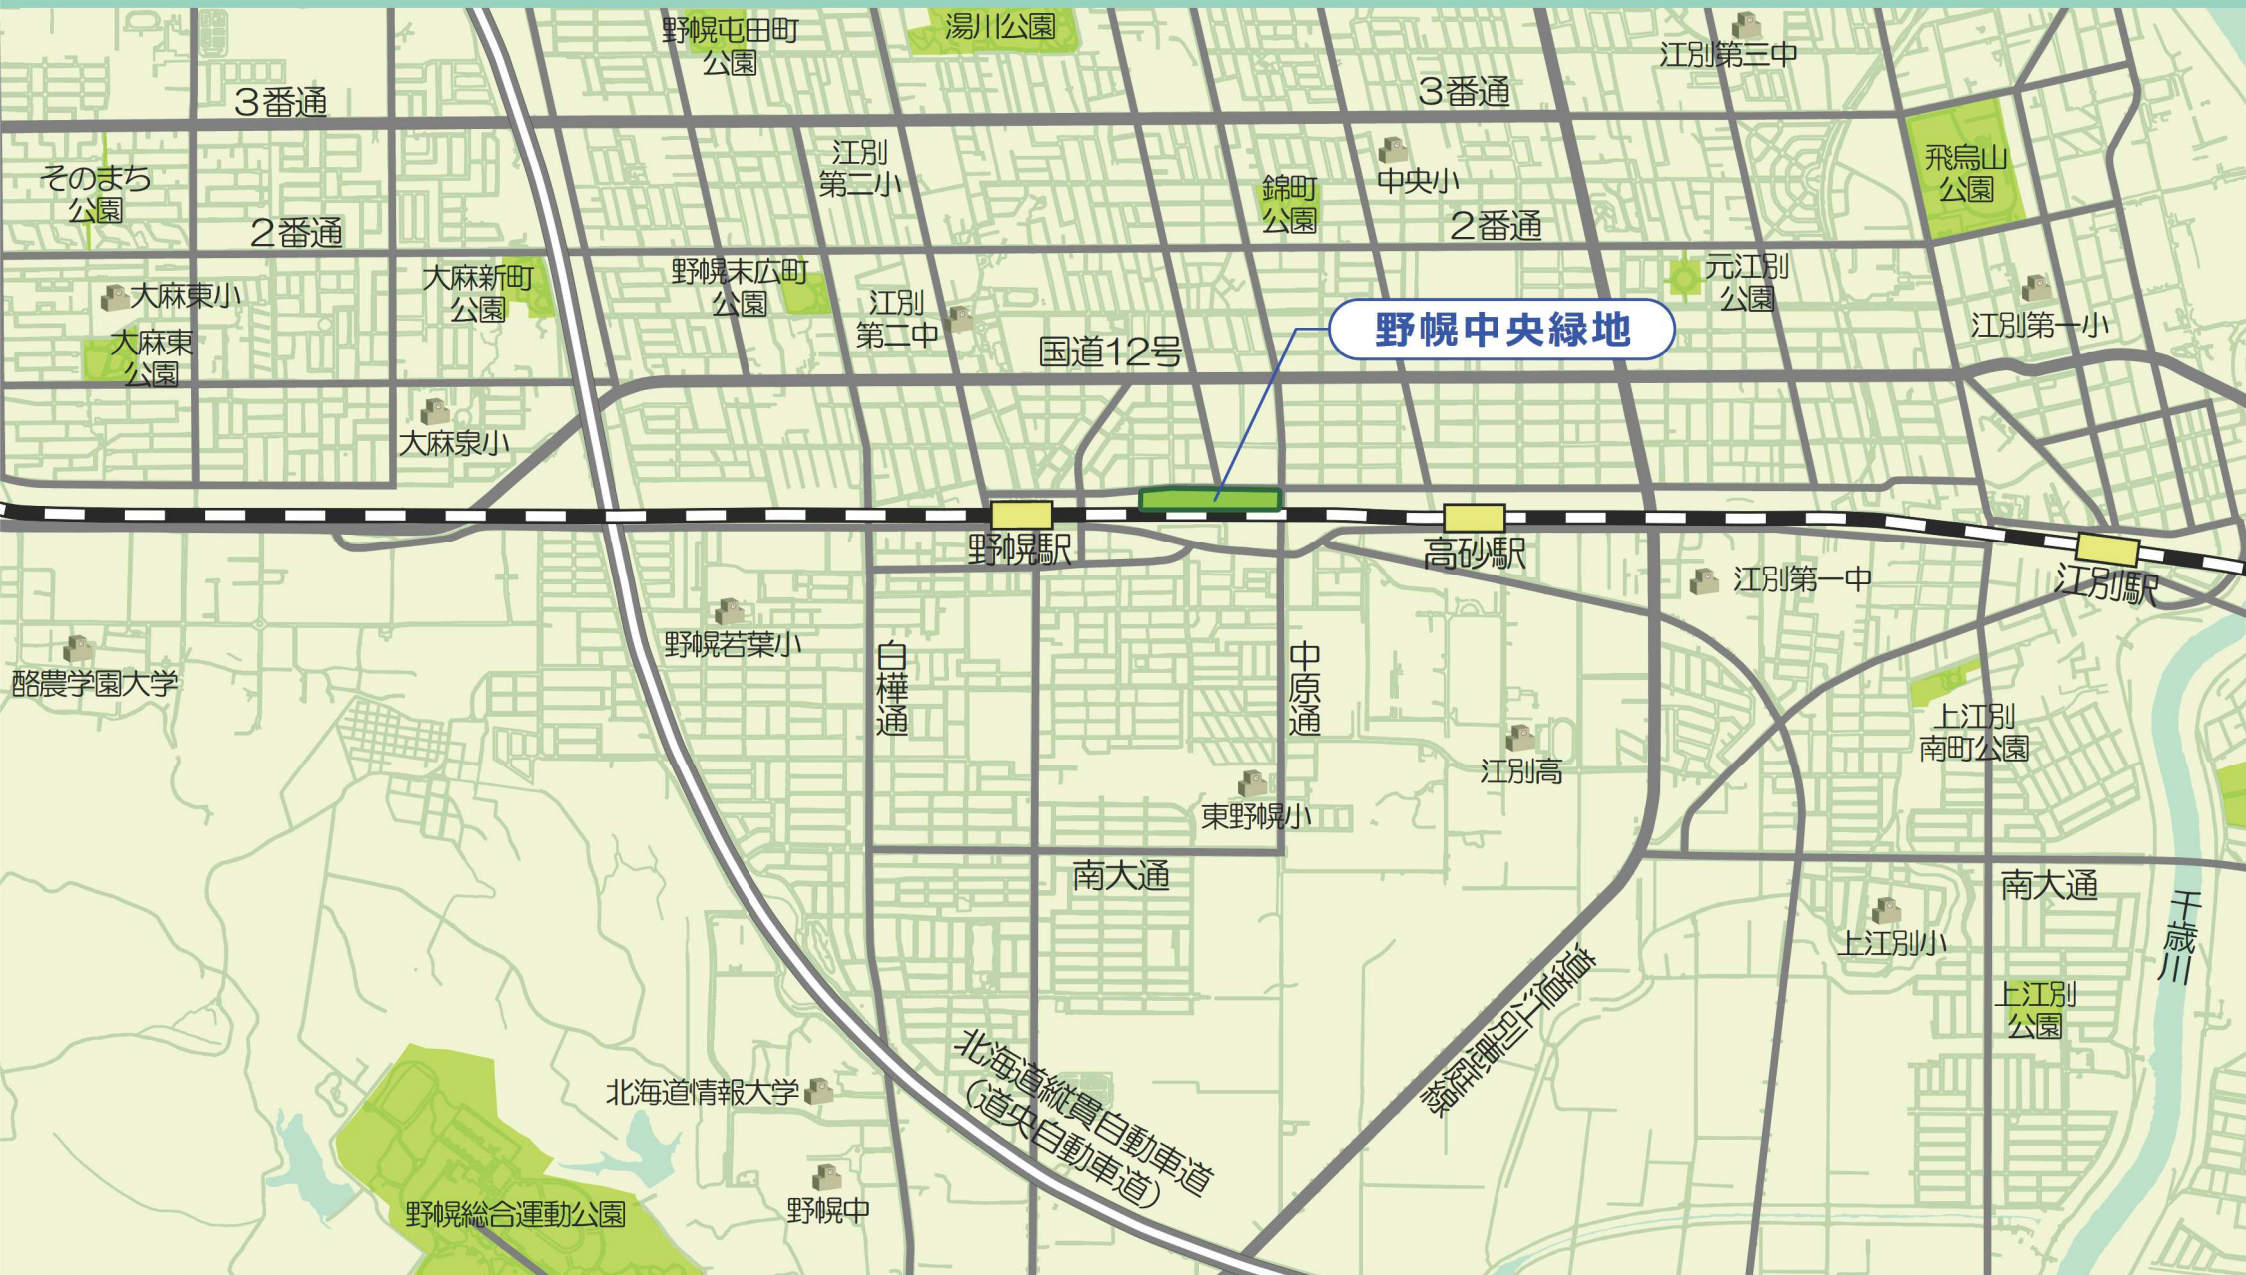 野幌屯田町
公園
湯川公園
江別第三中
3番通
3番通
そのまち
公園
江別
第二小
錦町
公園
中央小
飛烏山
公園
2番通
2番通
大麻東小
大麻新町
公園
野幌末広町
公園
江別
第二中
元江別
公園
江別第一小
大麻東
公園
国道12号
野幌中央緑地
大麻泉小
野幌駅
高砂駅
江別駅
江別第一中
酪農学園大学
野幌若葉小
白樺通
中原通
上江別
南町公園
江別高
東野幌小
南大通
南大通
千歳川
上江別小
道道江別恵庭線
上江別
公園
北海道縦貫自動車道
(道央自動車道)
北海道情報大学
野幌中
野幌総合運動公園